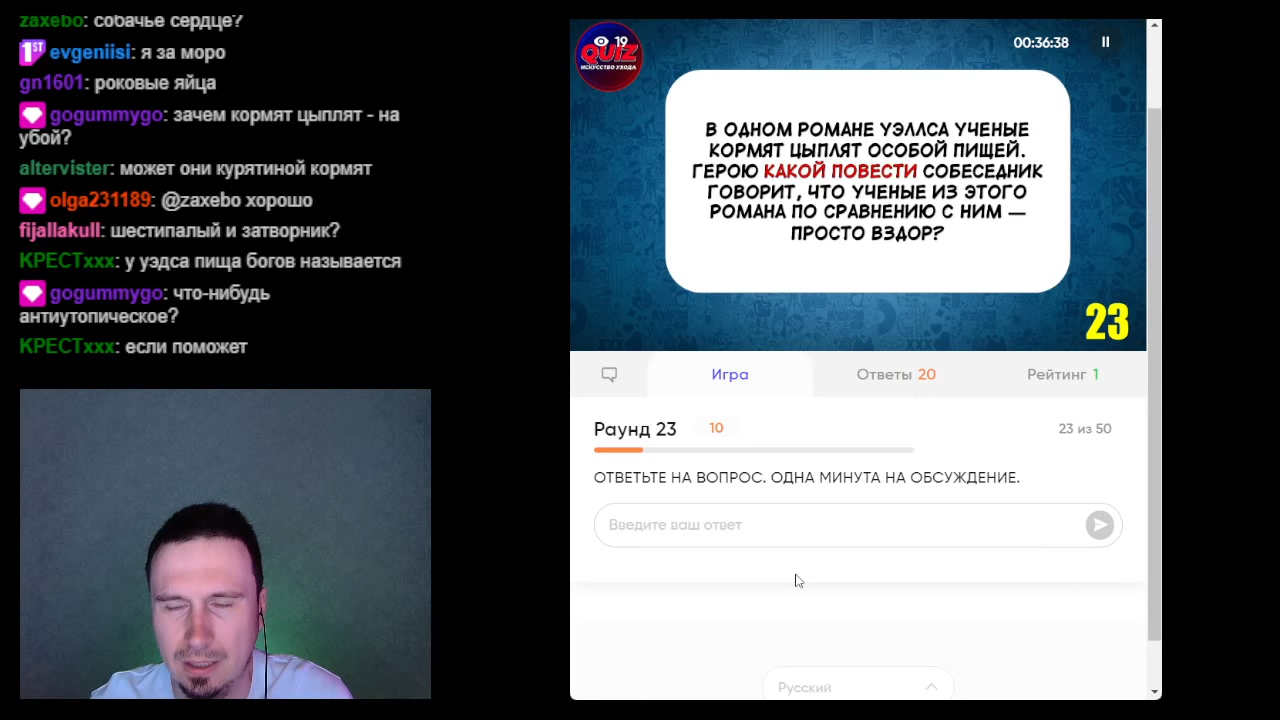 zaxebo: собачье сердце?
1ST evgeniisi: я за моро
gn1601: роковые яйца
gogummygo: зачем кормят цыплят - на
убой?
altervister: может они курятиной кормят
olga231189: @zaxebo хорошо
fijallakull: шестипалый и затворник?
КРЕСТxxx: у уэдса пища богов называется
gogummygo: что-нибудь
антиутопическое?
КРЕСТxxx: если поможет
19
QUIZ
ИСКУССТВО УХОДА
00:36:38
В ОДНОМ РОМАНЕ УЭЛЛСА УЧЕНЫЕ
КОРМЯТ ЦЫПЛЯТ ОСОБОЙ ПИЩЕЙ.
ГЕРОЮ КАКОЙ ПОВЕСТИ СОБЕСЕДНИК
ГОВОРИТ, ЧТО УЧЕНЫЕ ИЗ ЭТОГО
РОМАНА ПО СРАВНЕНИЮ С НИМ —
ПРОСТО ВЗДОР?
23
Игра
Ответы 20
Рейтинг 1
Раунд 23
10
23 из 50
ОТВЕТЬТЕ НА ВОПРОС. ОДНА МИНУТА НА ОБСУЖДЕНИЕ.
Введите ваш ответ
Русский